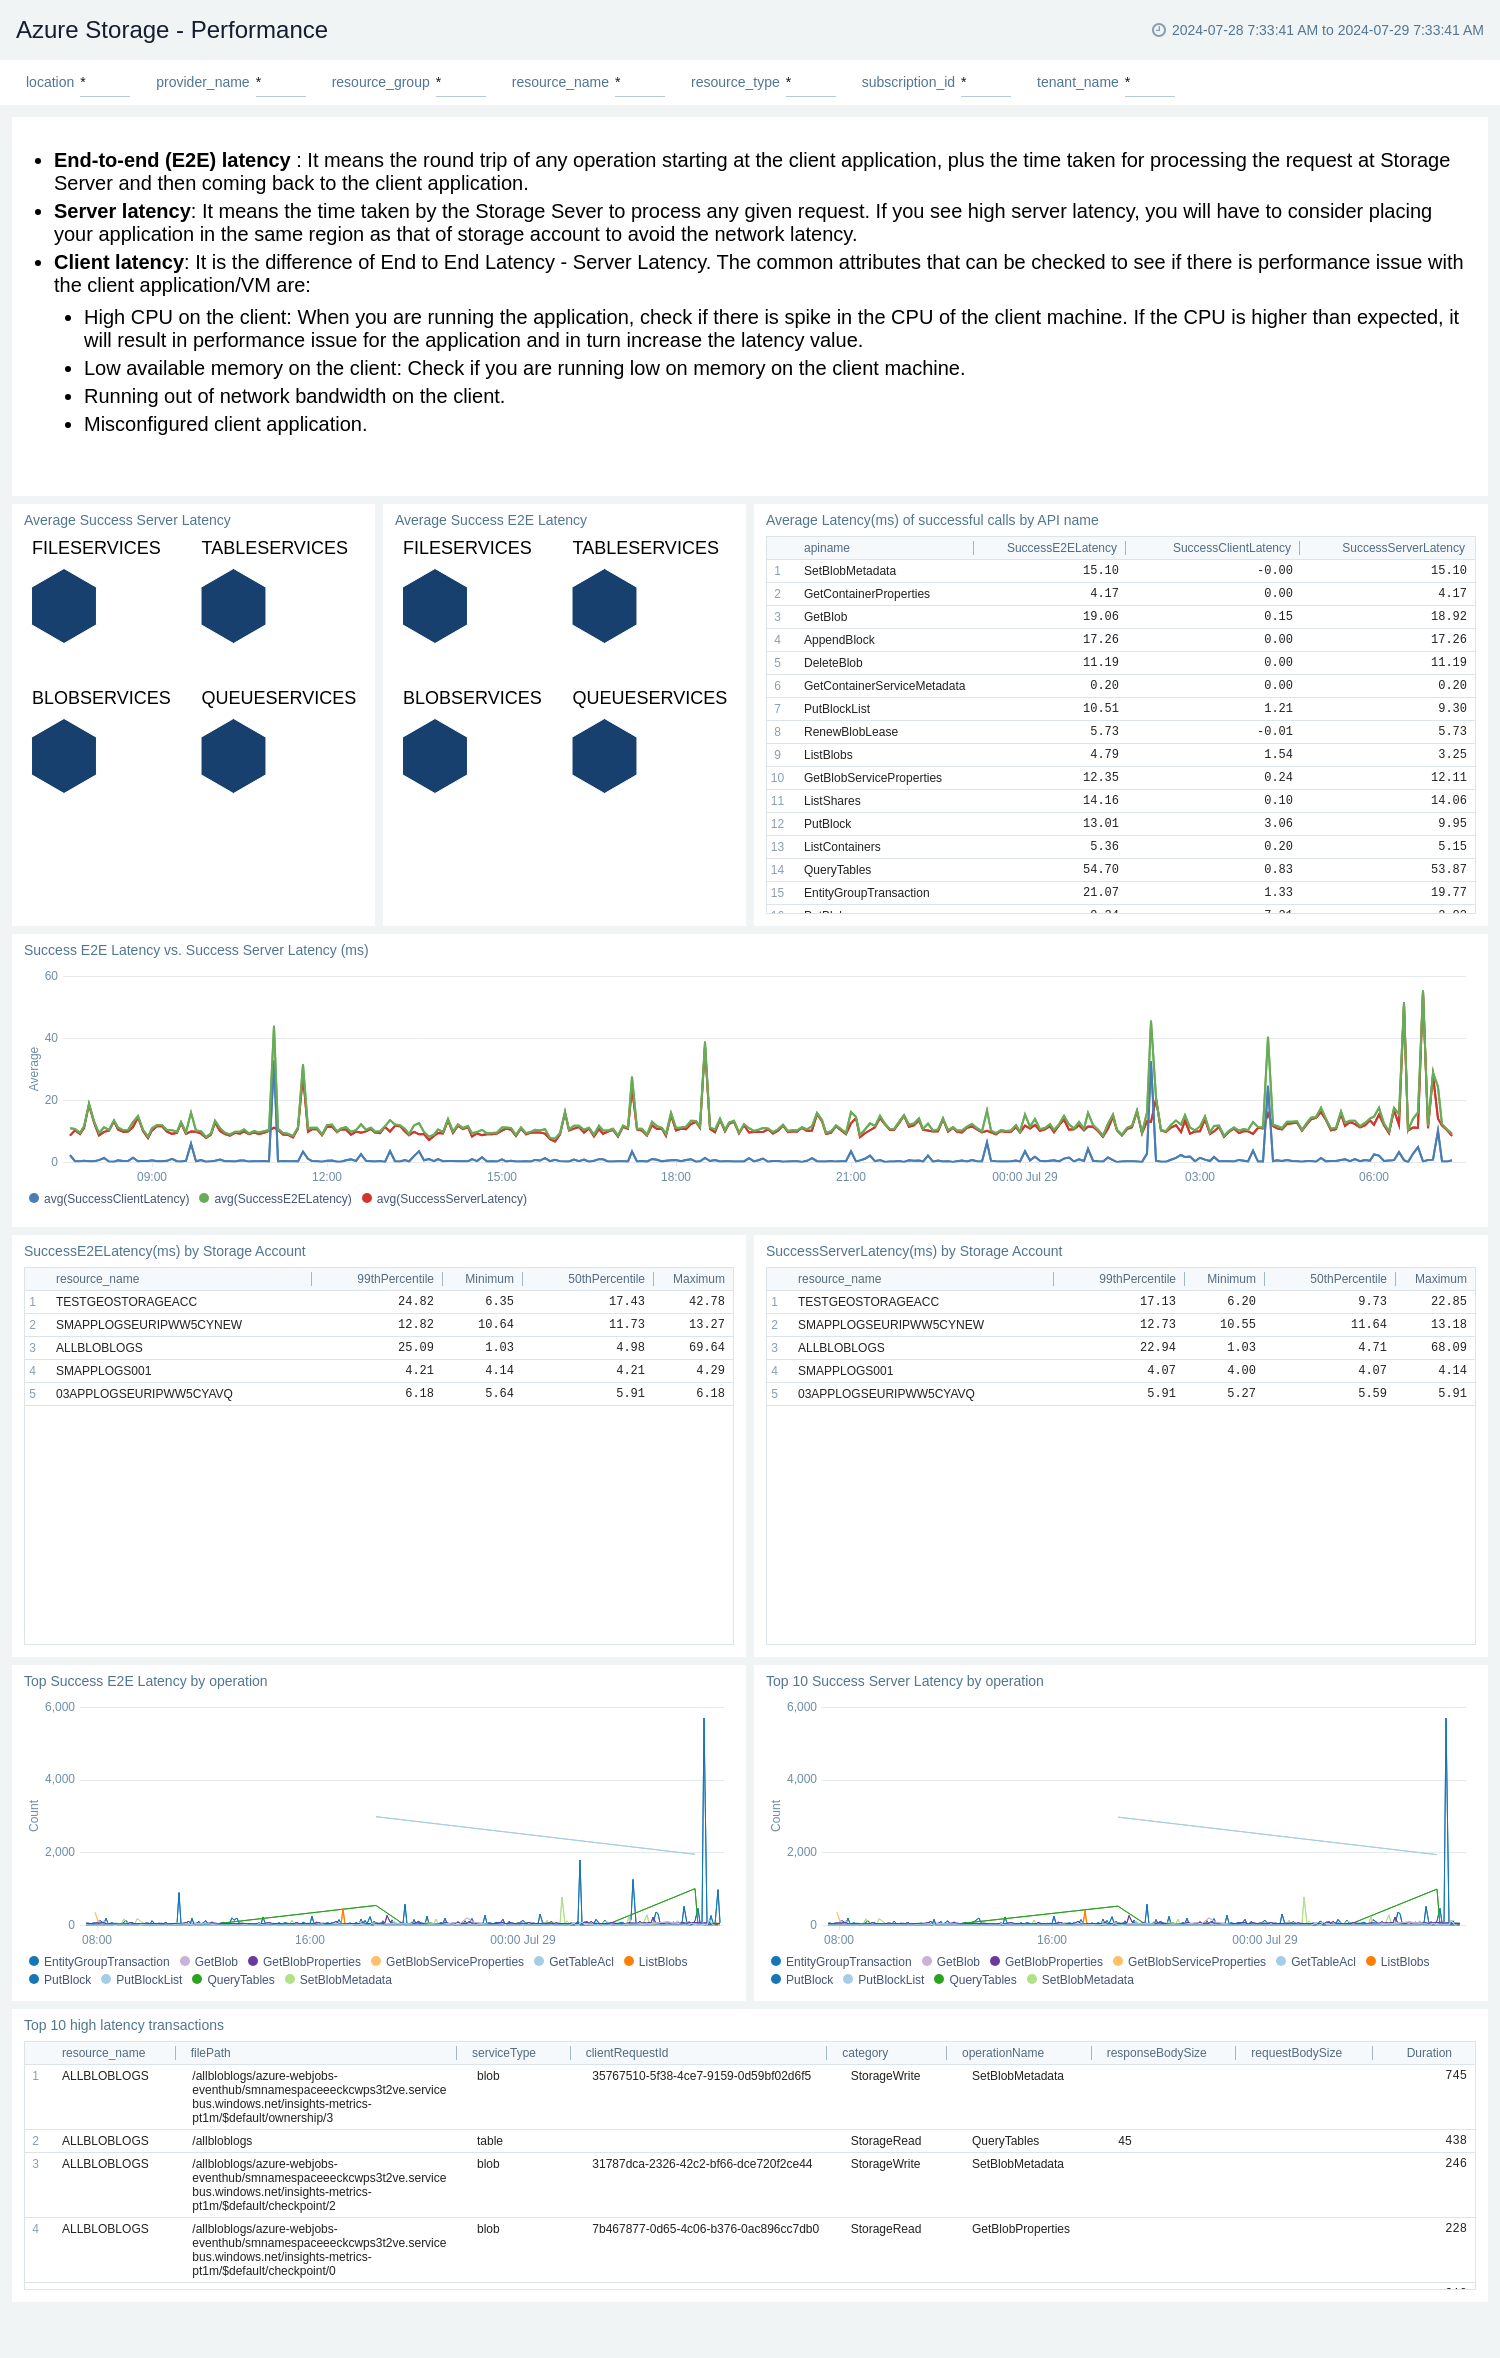 Azure Storage - Performance
2024-07-28 7:33:41 AM to 2024-07-29 7:33:41 AM
location * provider_name * resource_group * resource_name * resource_type * subscription_id * tenant_name *
• End-to-end (E2E) latency : It means the round trip of any operation starting at the client application, plus the time taken for processing the request at Storage
Server and then coming back to the client application.
• Server latency: It means the time taken by the Storage Sever to process any given request. If you see high server latency, you will have to consider placing
your application in the same region as that of storage account to avoid the network latency.
• Client latency: It is the difference of End to End Latency - Server Latency. The common attributes that can be checked to see if there is performance issue with
the client application/VM are:
• High CPU on the client: When you are running the application, check if there is spike in the CPU of the client machine. If the CPU is higher than expected, it
will result in performance issue for the application and in turn increase the latency value.
• Low available memory on the client: Check if you are running low on memory on the client machine.
• Running out of network bandwidth on the client.
• Misconfigured client application.
Average Success Server Latency
FILESERVICES TABLESERVICES
BLOBSERVICES QUEUESERVICES
Average Success E2E Latency
FILESERVICES TABLESERVICES
BLOBSERVICES QUEUESERVICES
Average Latency(ms) of successful calls by API name
apiname SuccessE2ELatency SuccessClientLatency SuccessServerLatency
1 SetBlobMetadata 15.10 -0.00 15.10
2 GetContainerProperties 4.17 0.00 4.17
3 GetBlob 19.06 0.15 18.92
4 AppendBlock 17.26 0.00 17.26
5 DeleteBlob 11.19 0.00 11.19
6 GetContainerServiceMetadata 0.20 0.00 0.20
7 PutBlockList 10.51 1.21 9.30
8 RenewBlobLease 5.73 -0.01 5.73
9 ListBlobs 4.79 1.54 3.25
10 GetBlobServiceProperties 12.35 0.24 12.11
11 ListShares 14.16 0.10 14.06
12 PutBlock 13.01 3.06 9.95
13 ListContainers 5.36 0.20 5.15
14 QueryTables 54.70 0.83 53.87
15 EntityGroupTransaction 21.07 1.33 19.77
Success E2E Latency vs. Success Server Latency (ms)
60
40
20
0
Average
09:00 12:00 15:00 18:00 21:00 00:00 Jul 29 03:00 06:00
avg(SuccessClientLatency) avg(SuccessE2ELatency) avg(SuccessServerLatency)
SuccessE2ELatency(ms) by Storage Account
resource_name 99thPercentile Minimum 50thPercentile Maximum
1 TESTGEOSTORAGEACC 24.82 6.35 17.43 42.78
2 SMAPPLOGSEURIPWW5CYNEW 12.82 10.64 11.73 13.27
3 ALLBLOBLOGS 25.09 1.03 4.98 69.64
4 SMAPPLOGS001 4.21 4.14 4.21 4.29
5 03APPLOGSEURIPWW5CYAVQ 6.18 5.64 5.91 6.18
SuccessServerLatency(ms) by Storage Account
resource_name 99thPercentile Minimum 50thPercentile Maximum
1 TESTGEOSTORAGEACC 17.13 6.20 9.73 22.85
2 SMAPPLOGSEURIPWW5CYNEW 12.73 10.55 11.64 13.18
3 ALLBLOBLOGS 22.94 1.03 4.71 68.09
4 SMAPPLOGS001 4.07 4.00 4.07 4.14
5 03APPLOGSEURIPWW5CYAVQ 5.91 5.27 5.59 5.91
Top Success E2E Latency by operation
6,000
4,000
2,000
0
Count
08:00 16:00 00:00 Jul 29
EntityGroupTransaction GetBlob GetBlobProperties GetBlobServiceProperties GetTableAcl ListBlobs
PutBlock PutBlockList QueryTables SetBlobMetadata
Top 10 Success Server Latency by operation
6,000
4,000
2,000
0
Count
08:00 16:00 00:00 Jul 29
EntityGroupTransaction GetBlob GetBlobProperties GetBlobServiceProperties GetTableAcl ListBlobs
PutBlock PutBlockList QueryTables SetBlobMetadata
Top 10 high latency transactions
resource_name filePath serviceType clientRequestId category operationName responseBodySize requestBodySize Duration
1 ALLBLOBLOGS /allbloblogs/azure-webjobs- blob 35767510-5f38-4ce7-9159-0d59bf02d6f5 StorageWrite SetBlobMetadata 745
eventhub/smnamespaceeeckcwps3t2ve.service
bus.windows.net/insights-metrics-
pt1m/$default/ownership/3
2 ALLBLOBLOGS /allbloblogs table StorageRead QueryTables 45 438
3 ALLBLOBLOGS /allbloblogs/azure-webjobs- blob 31787dca-2326-42c2-bf66-dce720f2ce44 StorageWrite SetBlobMetadata 246
eventhub/smnamespaceeeckcwps3t2ve.service
bus.windows.net/insights-metrics-
pt1m/$default/checkpoint/2
4 ALLBLOBLOGS /allbloblogs/azure-webjobs- blob 7b467877-0d65-4c06-b376-0ac896cc7db0 StorageRead GetBlobProperties 228
eventhub/smnamespaceeeckcwps3t2ve.service
bus.windows.net/insights-metrics-
pt1m/$default/checkpoint/0